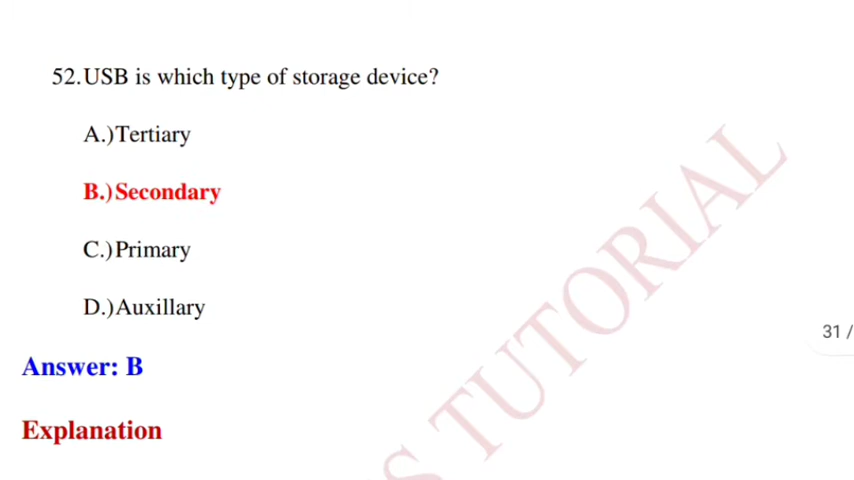 52.USB is which type of storage device?
A.)Tertiary
B.)Secondary
C.)Primary
D.)Auxillary
31 /
Answer: B
Explanation
S TUTORIAL